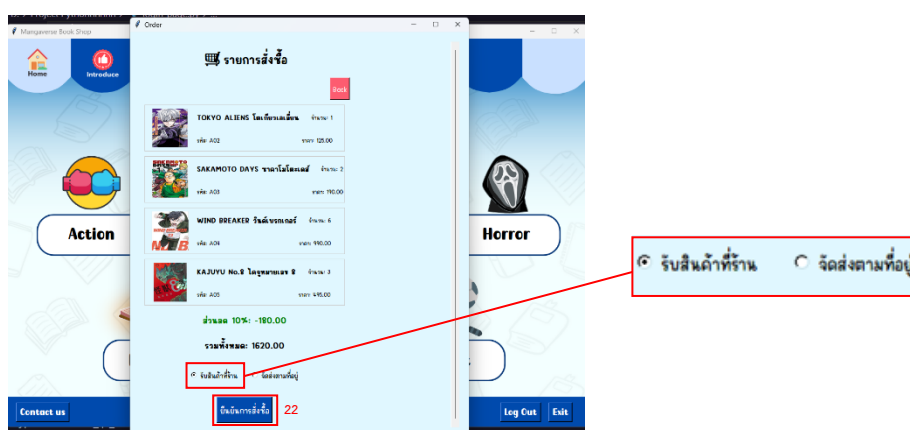 Order
Mangaverse Book Shop
รายการสั่งซื้อ
Home
Introduce
Back
TOKYO ALIENS โตเกียวเอเลี่ยน จำนวน: 1
รหัส: A02 ราคา: 125.00
SAKAMOTO DAYS ซากาโมโตะเดย์ จำนวน: 2
รหัส: A03 ราคา: 190.00
WIND BREAKER วินด์เบรกเกอร์ จำนวน: 6
รหัส: A04 ราคา: 990.00
KAIJUYU No.8 ไคจูหมายเลข 8 จำนวน: 3
รหัส: A05 ราคา: 495.00
Action
Horror
ส่วนลด 10%: -180.00
รวมทั้งหมด: 1620.00
รับสินค้าที่ร้าน จัดส่งตามที่อยู่
รับสินค้าที่ร้าน จัดส่งตามที่อยู่
ยืนยันการสั่งซื้อ 22
Contact us
Log Out
Exit